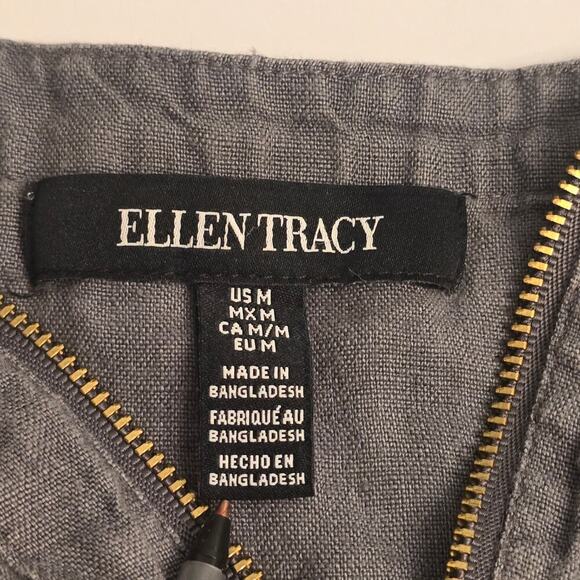 ELLEN TRACY
US M
MX M
CA M/M
EU M
MADE IN
BANGLADESH
FABRIQUÉ AU
BANGLADESH
HECHO EN
BANGLADESH